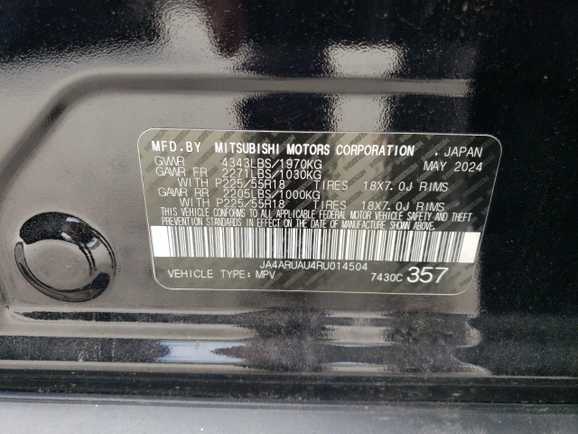 MFD.BY MITSUBISHI MOTORS CORPORATION , JAPAN
GVWR 4343LBS/1970KG MAY 2024
GAWR FR 2271LBS/1030KG
WITH P225/55R18 TIRES 18X7.0J RIMS
GAWR RR 2205LBS/1000KG
WITH P225/55R18 TIRES 18X7.0J RIMS
THIS VEHICLE CONFORMS TO ALL APPLICABLE FEDERAL MOTOR VEHICLE SAFETY AND THEFT
PREVENTION STANDARDS IN EFFECT ON THE DATE OF MANUFACTURE SHOWN ABOVE.
JA4ARUAU4RU014504
VEHICLE TYPE: MPV 7430C 357